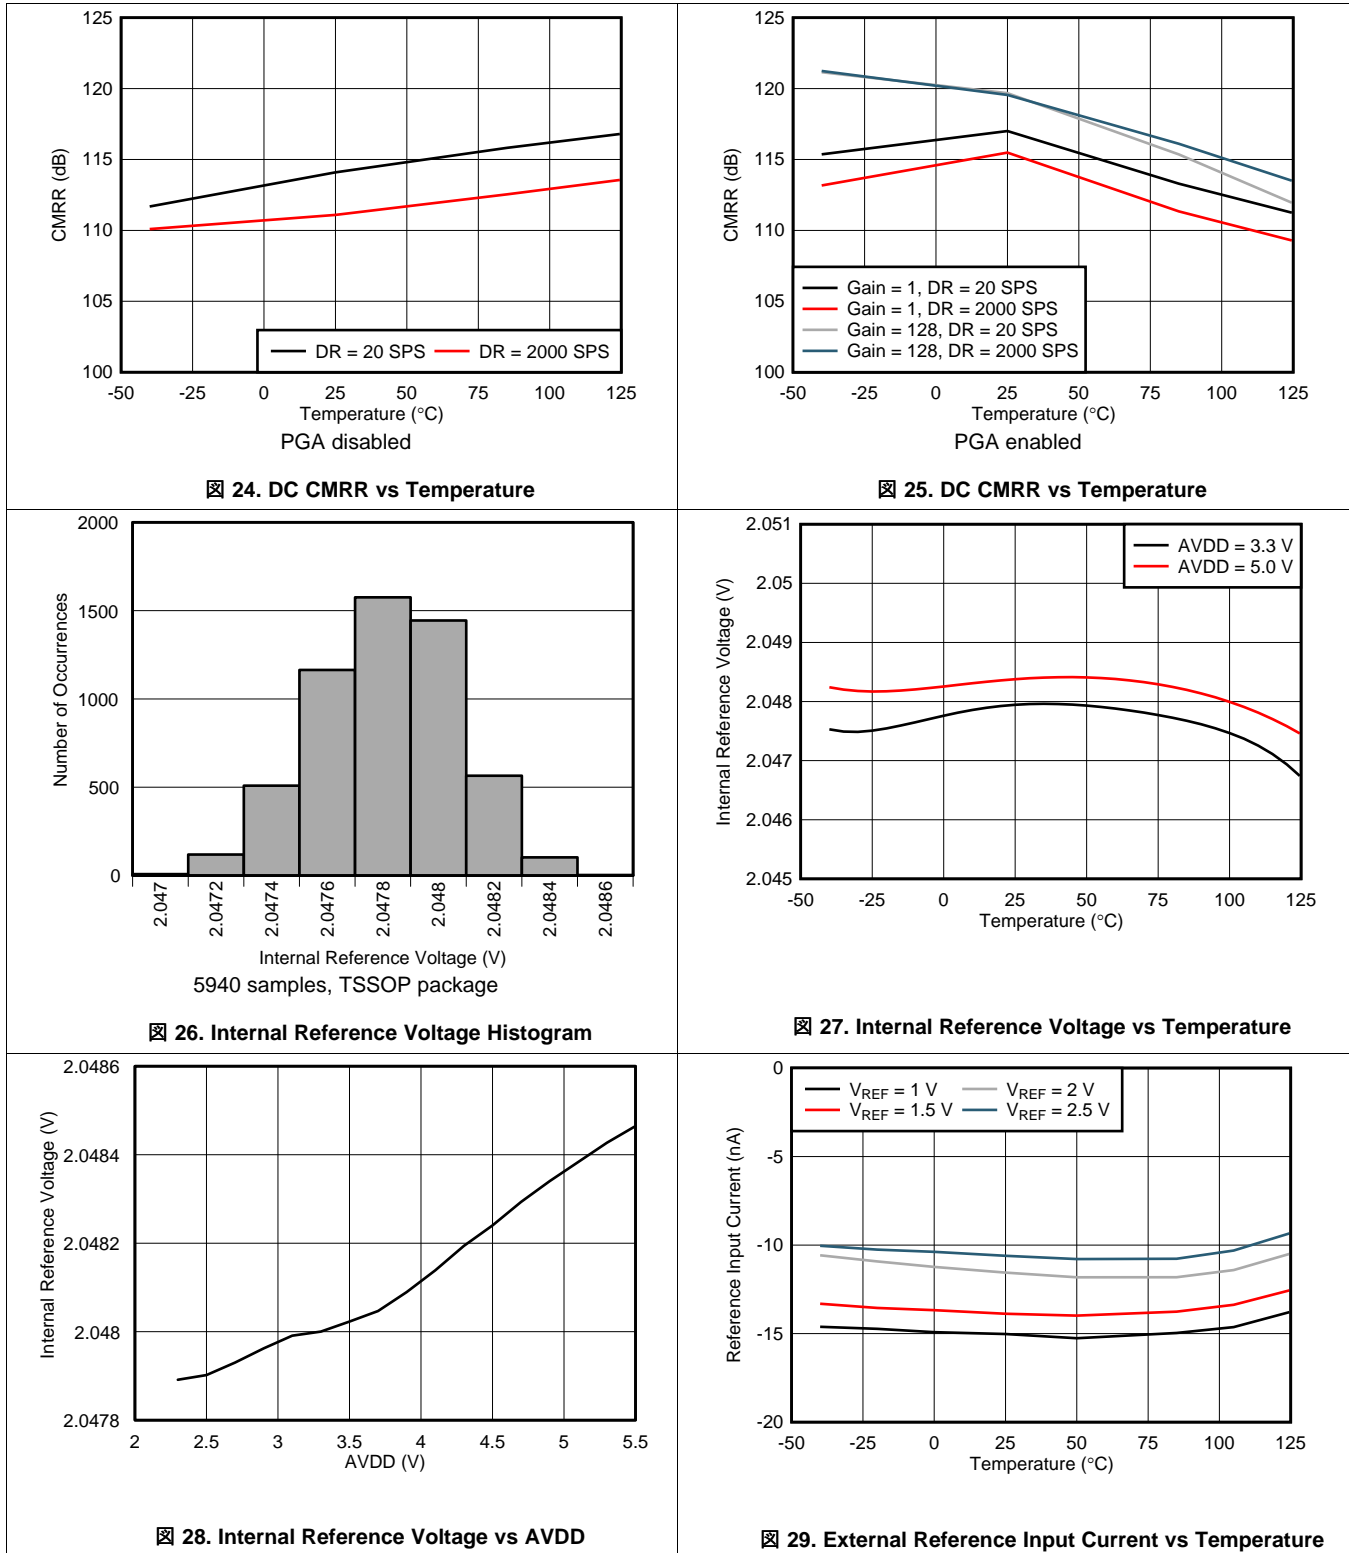 125
120
115
110
105
100
CMRR (dB)
DR = 20 SPS
DR = 2000 SPS
-50 -25 0 25 50 75 100 125
Temperature (°C)
PGA disabled
図 24. DC CMRR vs Temperature
125
120
115
110
105
100
CMRR (dB)
Gain = 1, DR = 20 SPS
Gain = 1, DR = 2000 SPS
Gain = 128, DR = 20 SPS
Gain = 128, DR = 2000 SPS
-50 -25 0 25 50 75 100 125
Temperature (°C)
PGA enabled
図 25. DC CMRR vs Temperature
2000
1500
1000
500
0
Number of Occurrences
2.047 2.0472 2.0474 2.0476 2.0478 2.048 2.0482 2.0484 2.0486
Internal Reference Voltage (V)
5940 samples, TSSOP package
図 26. Internal Reference Voltage Histogram
2.051
2.05
2.049
2.048
2.047
2.046
2.045
Internal Reference Voltage (V)
AVDD = 3.3 V
AVDD = 5.0 V
-50 -25 0 25 50 75 100 125
Temperature (°C)
図 27. Internal Reference Voltage vs Temperature
2.0486
2.0484
2.0482
2.048
2.0478
Internal Reference Voltage (V)
2 2.5 3 3.5 4 4.5 5 5.5
AVDD (V)
図 28. Internal Reference Voltage vs AVDD
0
-5
-10
-15
-20
Reference Input Current (nA)
VREF = 1 V
VREF = 1.5 V
VREF = 2 V
VREF = 2.5 V
-50 -25 0 25 50 75 100 125
Temperature (°C)
図 29. External Reference Input Current vs Temperature